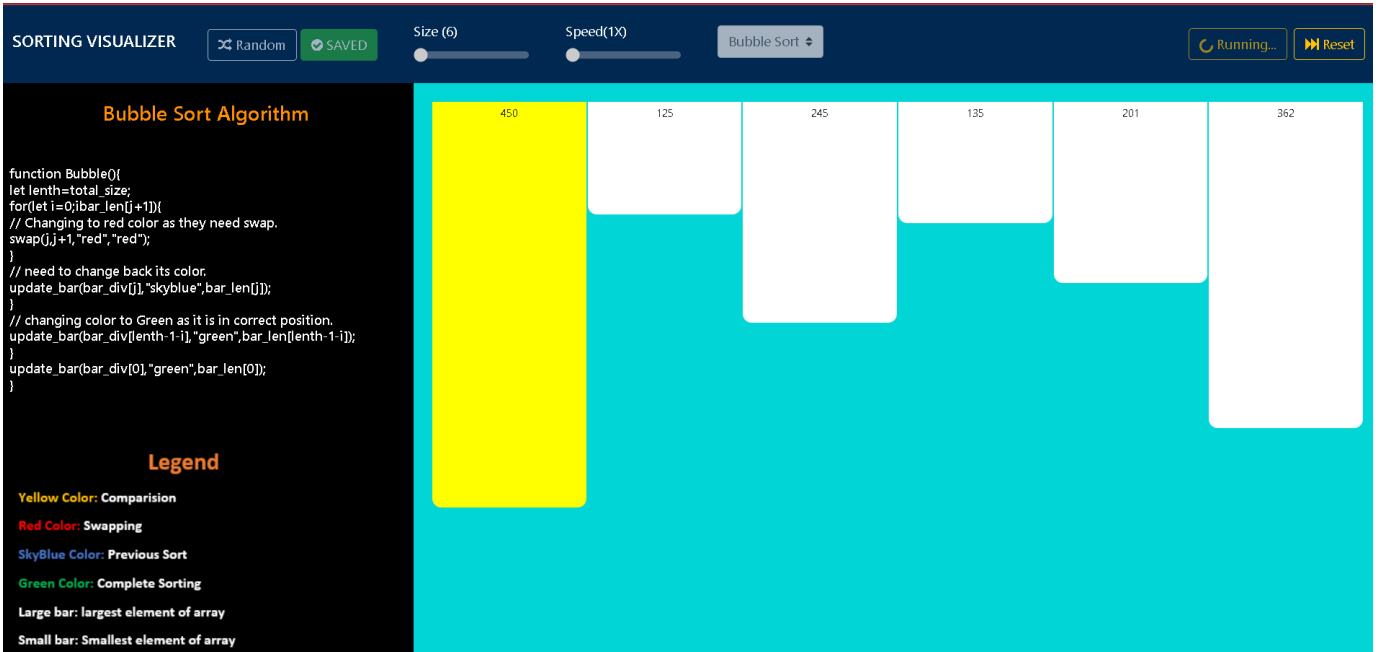 SORTING VISUALIZER
Random
SAVED
Size (6)
Speed(1X)
Bubble Sort
Running...
Reset
Bubble Sort Algorithm
function Bubble(){
let lenth=total_size;
for(let i=0;ibar_len[j+1]){
// Changing to red color as they need swap.
swap(j,j+1,"red","red");
}
// need to change back its color.
update_bar(bar_div[j],"skyblue",bar_len[j]);
}
// changing color to Green as it is in correct position.
update_bar(bar_div[lenth-1-i],"green",bar_len[lenth-1-i]);
}
update_bar(bar_div[0],"green",bar_len[0]);
}
Legend
Yellow Color: Comparision
Red Color: Swapping
SkyBlue Color: Previous Sort
Green Color: Complete Sorting
Large bar: largest element of array
Small bar: Smallest element of array
450 125 245 135 201 362